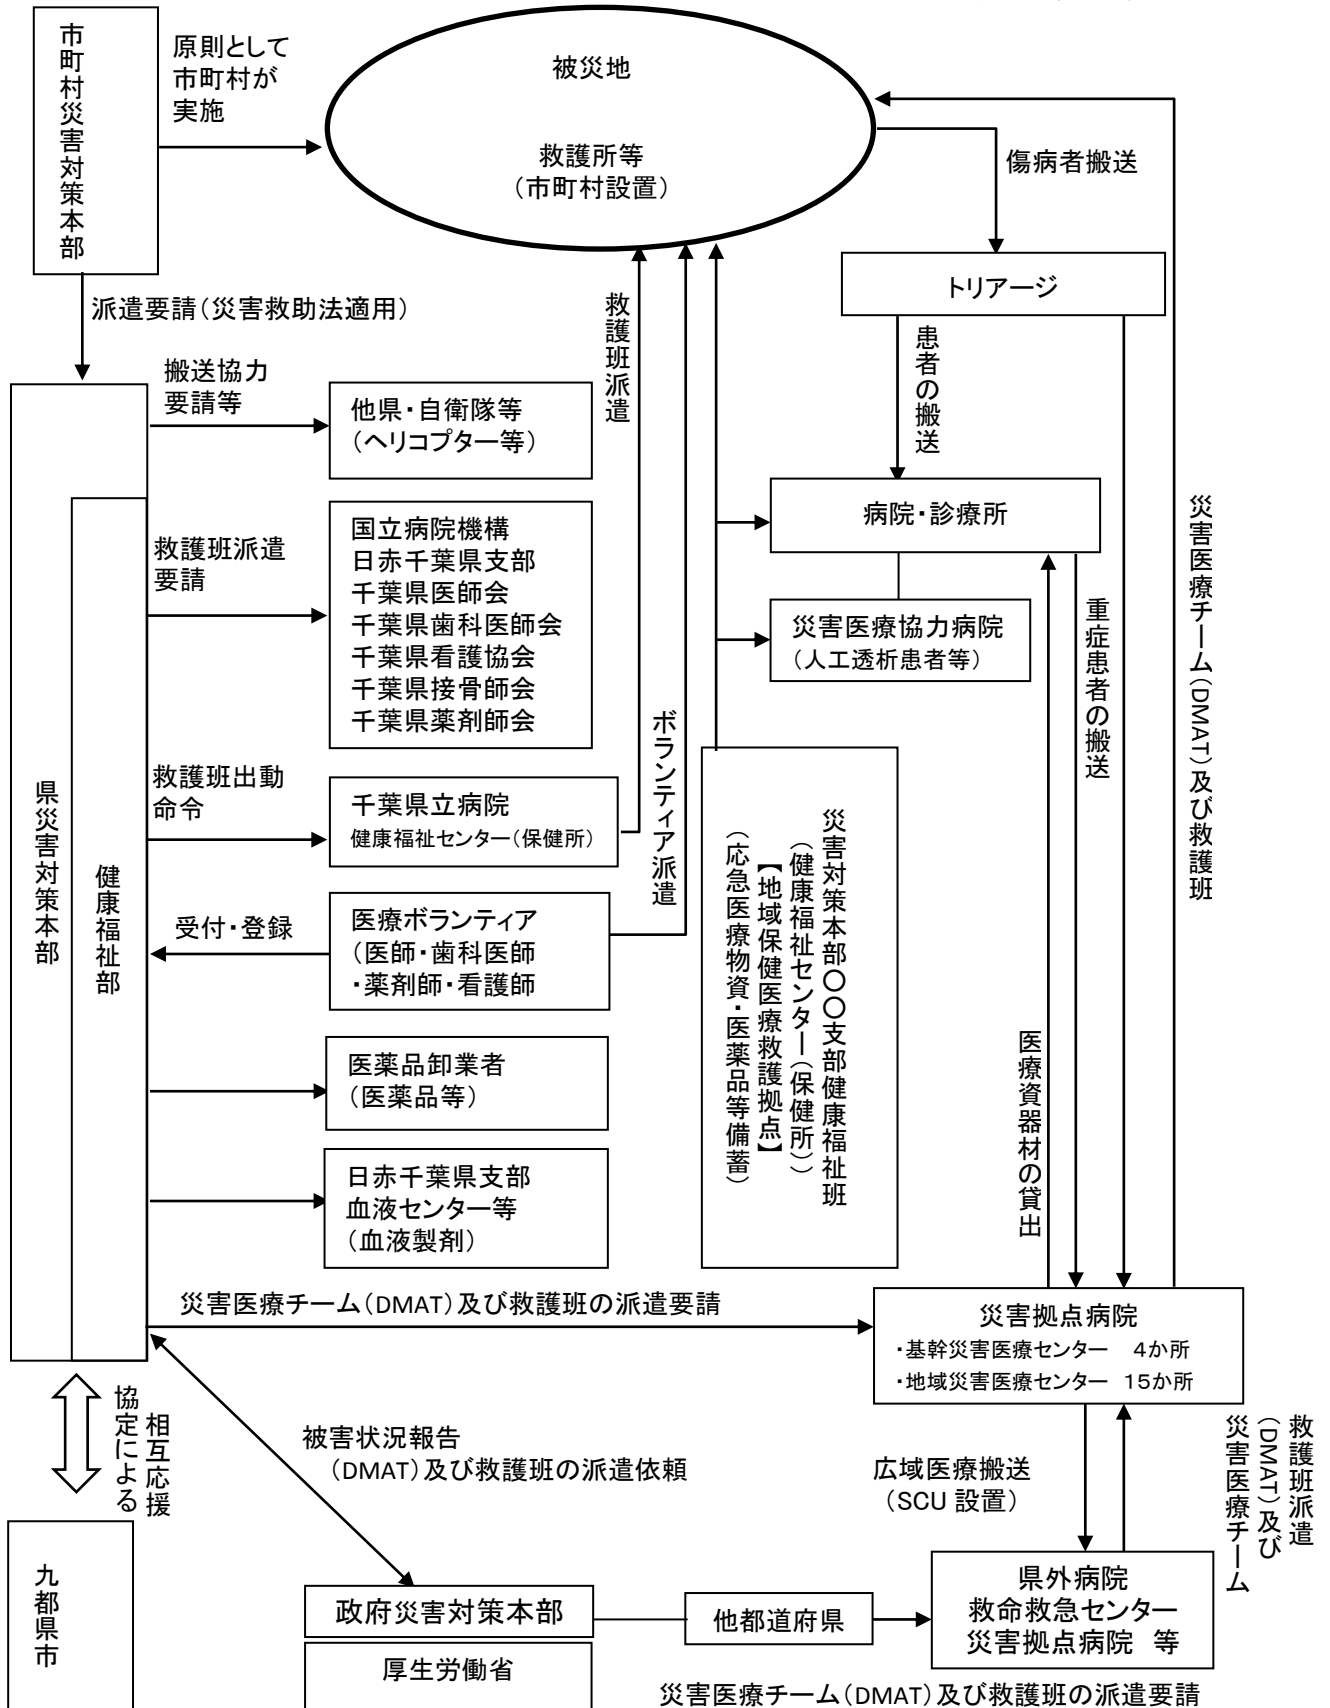 市町村災害対策本部
原則として
市町村が
実施
被災地
救護所等
（市町村設置）
傷病者搬送
トリアージ
派遣要請（災害救助法適用）
救護班派遣
患者の搬送
搬送協力
要請等
他県・自衛隊等
（ヘリコプター等）
病院・診療所
災害医療チーム（DMAT）及び救護班
救護班派遣
要請
国立病院機構
日赤千葉県支部
千葉県医師会
千葉県歯科医師会
千葉県看護協会
千葉県接骨師会
千葉県薬剤師会
災害医療協力病院
（人工透析患者等）
重症患者の搬送
ボランティア派遣
県災害対策本部
健康福祉部
救護班出動
命令
千葉県立病院
健康福祉センター（保健所）
災害対策本部〇〇支部健康福祉班
（健康福祉センター（保健所））
【地域保健医療救護拠点】
（応急医療物資・医薬品等備蓄）
受付・登録
医療ボランティア
（医師・歯科医師
・薬剤師・看護師
医薬品卸業者
（医薬品等）
医療資器材の貸出
日赤千葉県支部
血液センター等
（血液製剤）
災害医療チーム（DMAT）及び救護班の派遣要請
災害拠点病院
・基幹災害医療センター　4か所
・地域災害医療センター　15か所
相互応援
協定による
被害状況報告
（DMAT）及び救護班の派遣依頼
広域医療搬送
（SCU 設置）
救護班派遣
（DMAT）及び
災害医療チーム
九都県市
政府災害対策本部
厚生労働省
他都道府県
県外病院
救命救急センター
災害拠点病院 等
災害医療チーム（DMAT）及び救護班の派遣要請